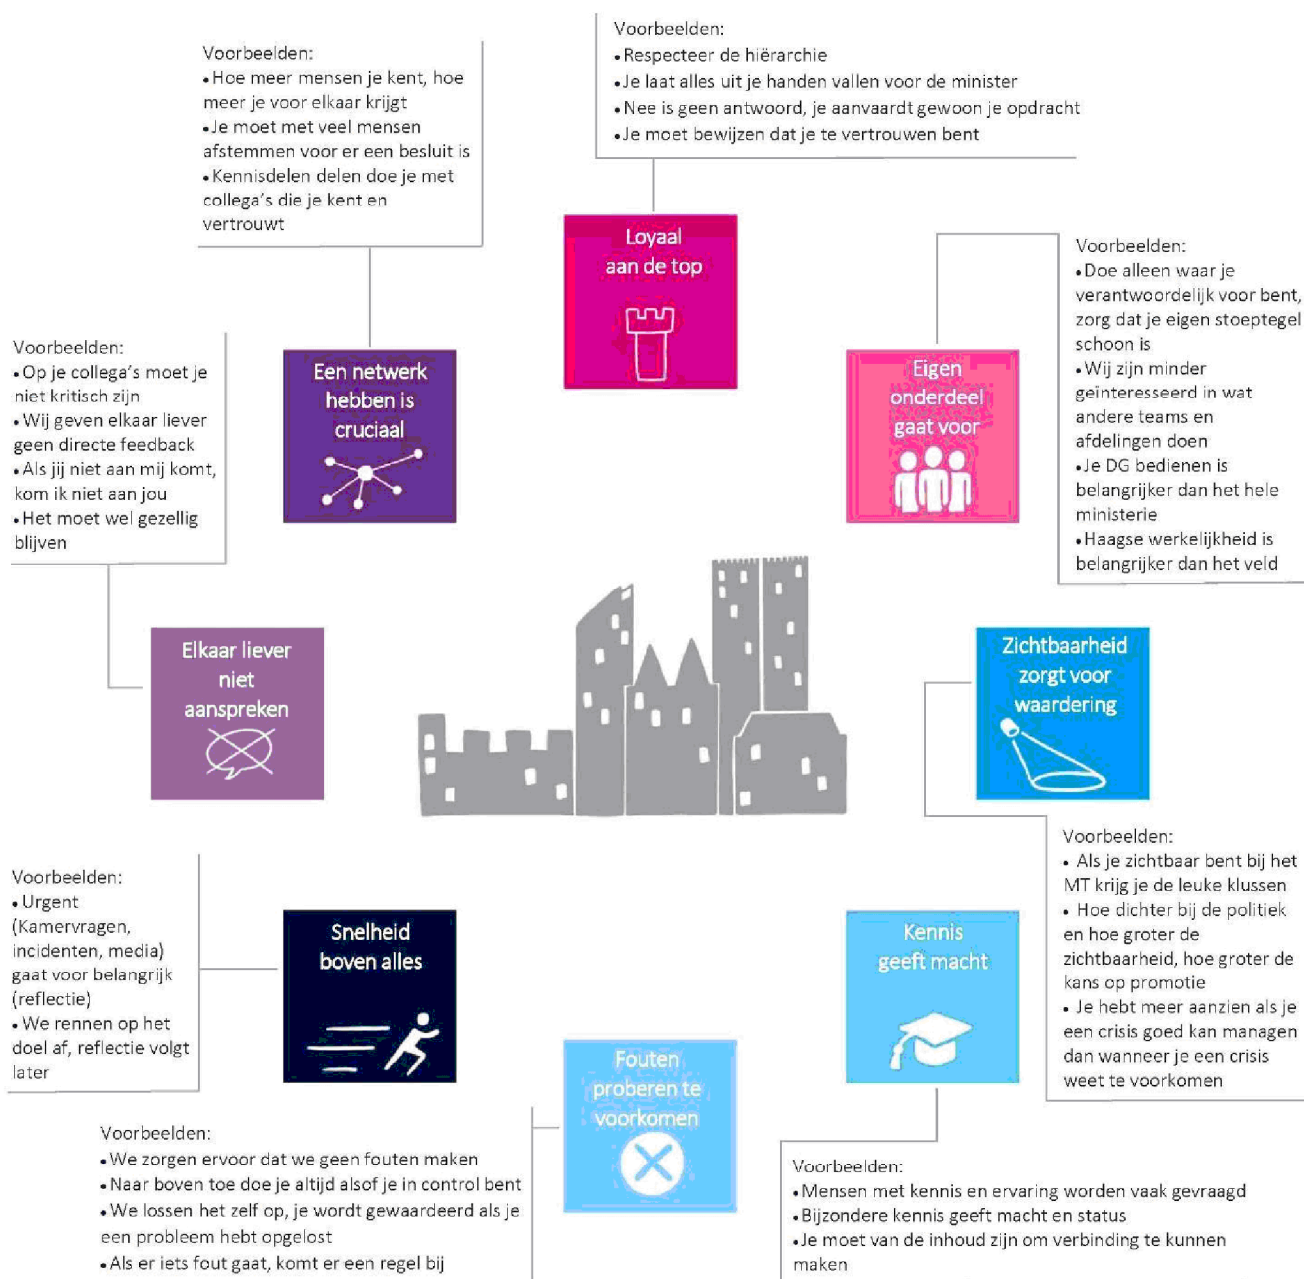 Voorbeelden:
• Hoe meer mensen je kent, hoe
meer je voor elkaar krijgt
• Je moet met veel mensen
afstemmen voor er een besluit is
• Kennisdelen delen doe je met
collega's die je kent en
vertrouwt
Voorbeelden:
• Respecteer de hiërarchie
• Je laat alles uit je handen vallen voor de minister
• Nee is geen antwoord, je aanvaardt gewoon je opdracht
• Je moet bewijzen dat je te vertrouwen bent
Loyaal
aan de top
Voorbeelden:
• Doe alleen waar je
verantwoordelijk voor bent,
zorg dat je eigen stoeptegel
schoon is
• Wij zijn minder
geïnteresseerd in wat
andere teams en
afdelingen doen
• Je DG bedienen is
belangrijker dan het hele
ministerie
• Haagse werkelijkheid is
belangrijker dan het veld
Eigen
onderdeel
gaat voor
Een netwerk
hebben is
cruciaal
Voorbeelden:
• Op je collega's moet je
niet kritisch zijn
• Wij geven elkaar liever
geen directe feedback
• Als jij niet aan mij komt,
kom ik niet aan jou
• Het moet wel gezellig
blijven
Elkaar liever
niet
aanspreken
Zichtbaarheid
zorgt voor
waardering
Voorbeelden:
• Als je zichtbaar bent bij het
MT krijg je de leuke klussen
• Hoe dichter bij de politiek
en hoe groter de
zichtbaarheid, hoe groter de
kans op promotie
• Je hebt meer aanzien als je
een crisis goed kan managen
dan wanneer je een crisis
weet te voorkomen
Voorbeelden:
• Urgent
(Kamervragen,
incidenten, media)
gaat voor belangrijk
(reflectie)
• We rennen op het
doel af, reflectie volgt
later
Snelheid
boven alles
Kennis
geeft macht
Fouten
proberen te
voorkomen
Voorbeelden:
• We zorgen ervoor dat we geen fouten maken
• Naar boven toe doe je altijd alsof je in control bent
• We lossen het zelf op, je wordt gewaardeerd als je
een probleem hebt opgelost
• Als er iets fout gaat, komt er een regel bij
Voorbeelden:
• Mensen met kennis en ervaring worden vaak gevraagd
• Bijzondere kennis geeft macht en status
• Je moet van de inhoud zijn om verbinding te kunnen
maken